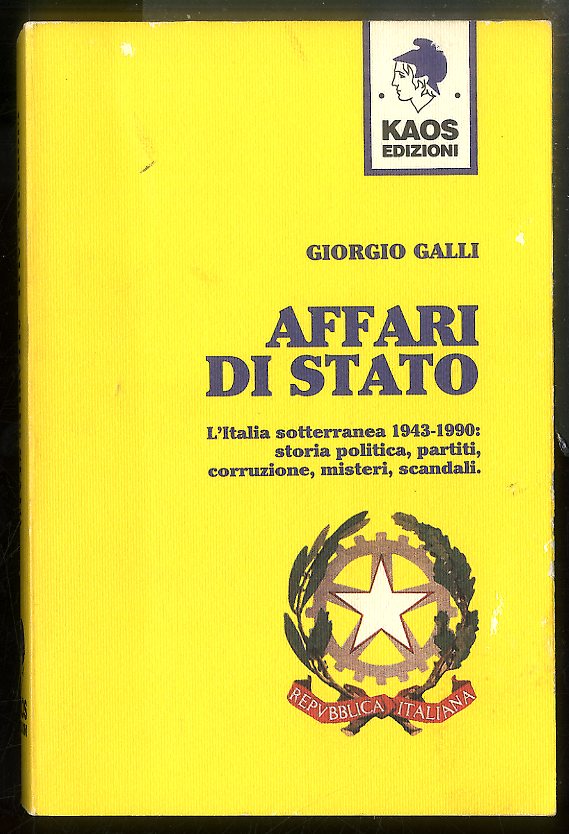 KAOS
EDIZIONI
GIORGIO GALLI
AFFARI
DI STATO
L'Italia sotterranea 1943-1990:
storia politica, partiti,
corruzione, misteri, scandali.
REPVBBLICA ITALIANA